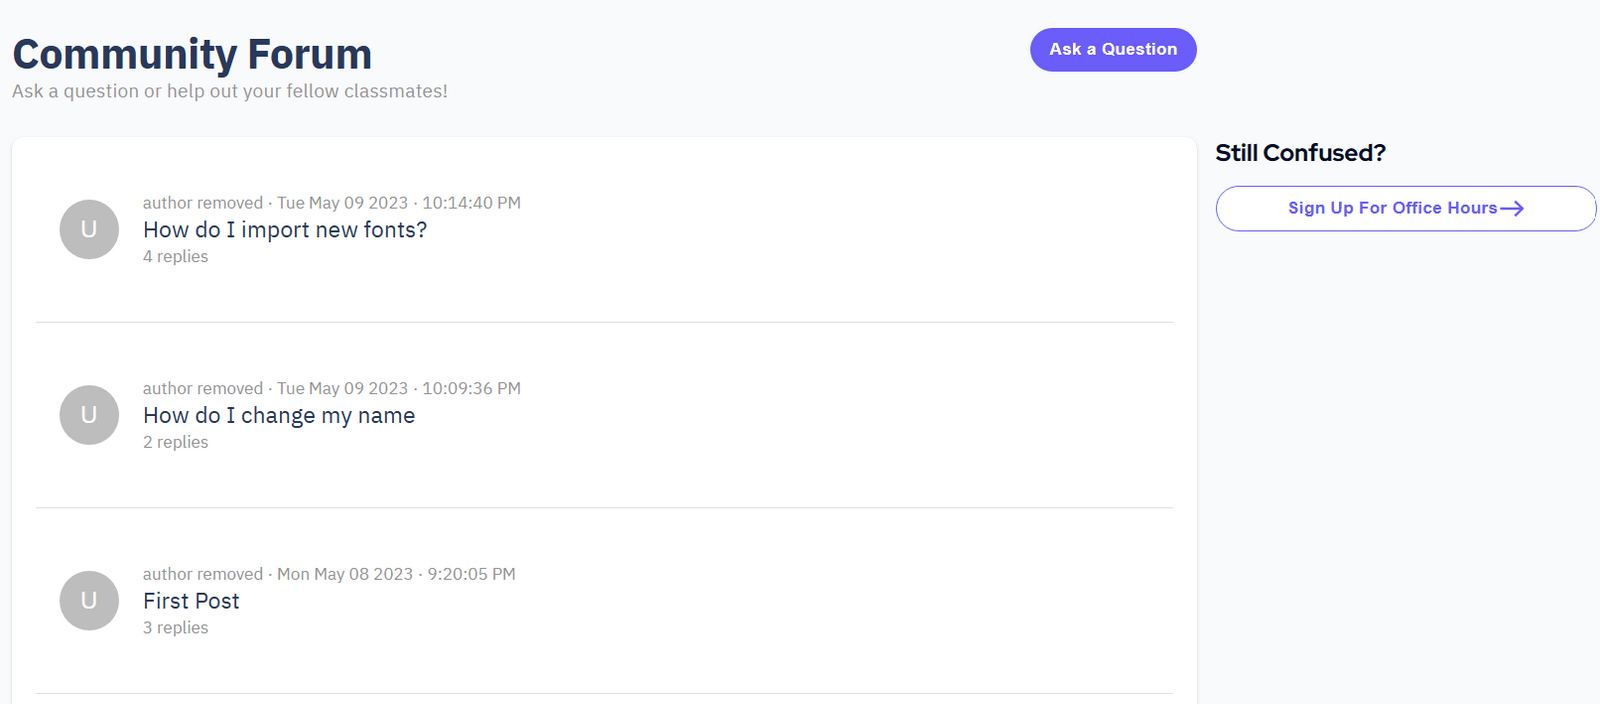 Community Forum
Ask a question or help out your fellow classmates!
Ask a Question
U
author removed · Tue May 09 2023 · 10:14:40 PM
How do I import new fonts?
4 replies
U
author removed · Tue May 09 2023 · 10:09:36 PM
How do I change my name
2 replies
U
author removed · Mon May 08 2023 · 9:20:05 PM
First Post
3 replies
Still Confused?
Sign Up For Office Hours